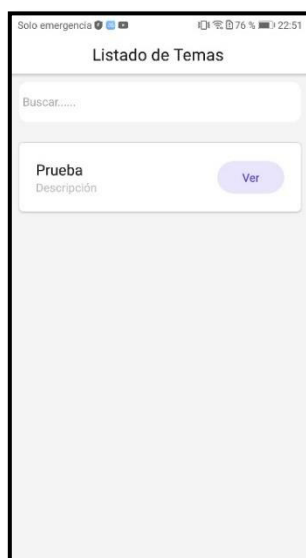 Solo emergencia 76 % 22:51
Listado de Temas
Buscar......
Prueba
Descripción
Ver